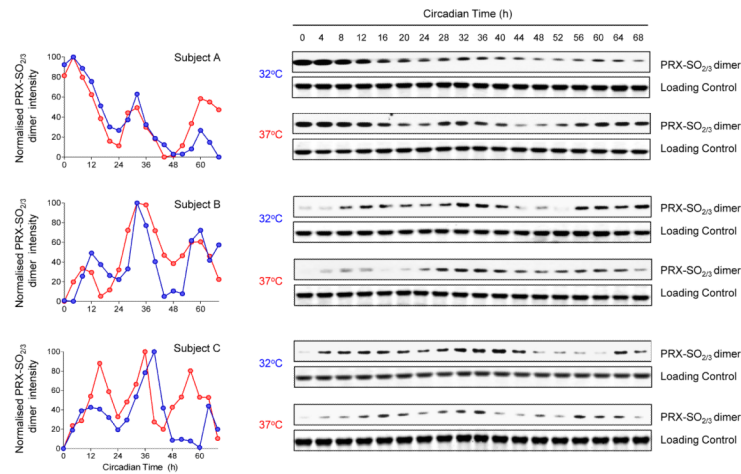 Circadian Time (h)
0 4 8 12 16 20 24 28 32 36 40 44 48 52 56 60 64 68
Normalised PRX-SO2/3 dimer intensity
100
80
60
40
20
0
Subject A
0 12 24 36 48 60
32°C
PRX-SO2/3 dimer
Loading Control
37°C
PRX-SO2/3 dimer
Loading Control
Normalised PRX-SO2/3 dimer intensity
100
80
60
40
20
0
Subject B
0 12 24 36 48 60
32°C
PRX-SO2/3 dimer
Loading Control
37°C
PRX-SO2/3 dimer
Loading Control
Normalised PRX-SO2/3 dimer intensity
100
80
60
40
20
0
Subject C
0 12 24 36 48 60
Circadian Time (h)
32°C
PRX-SO2/3 dimer
Loading Control
37°C
PRX-SO2/3 dimer
Loading Control